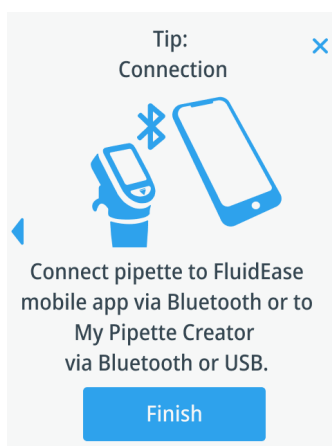 Tip:
Connection
Connect pipette to FluidEase
mobile app via Bluetooth or to
My Pipette Creator
via Bluetooth or USB.
Finish